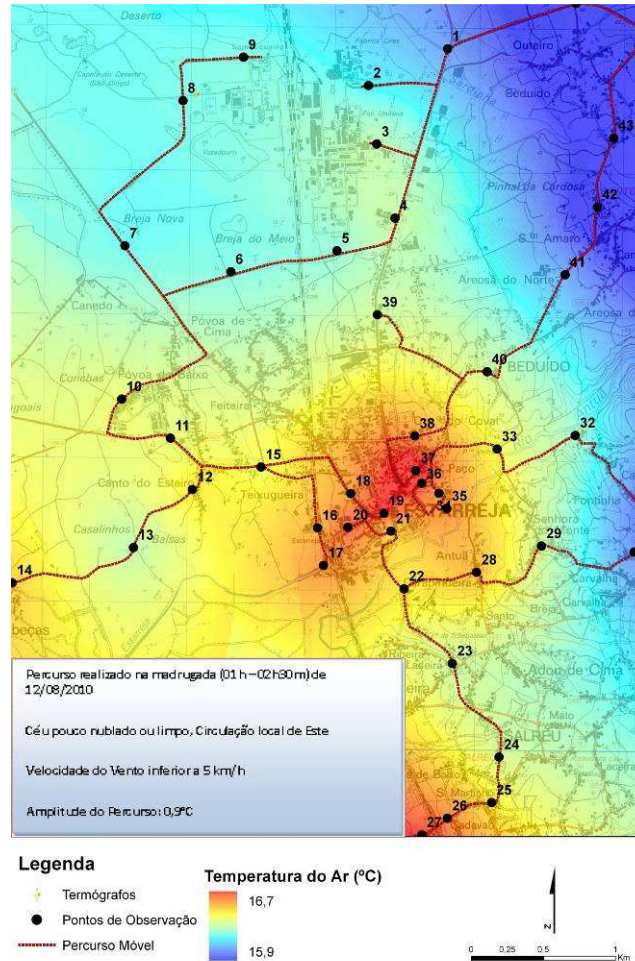 Deserto
9
1
2
Outeiro
Beduído
8
3
43
Pinhal da Cardosa
42
4
Breja Nova
Stº Amaro
7
Breja do Meio
5
6
41
Areosa do Norte
39
Canedo
Póvoa de Cima
40
BEDUÍDO
Póvoa de Baixo
10
Feiteira
11
38
32
33
37
15
36
Canto do Esteiro
Teixugueira
18
35
12
19
16
20
21
Casalinhos
Balsas
13
Antuã
28
29
17
14
22
23
SALREU
24
25
26
27
Percurso realizado na madrugada (01h–02h30m) de
12/08/2010
Céu pouco nublado ou limpo, Circulação local de Este
Velocidade do Vento inferior a 5 km/h
Amplitude do Percurso: 0,9ºC
Legenda
Termógrafos
Pontos de Observação
Percurso Móvel
Temperatura do Ar (ºC)
16,7
15,9
N
0 0,25 0,5 1
Km